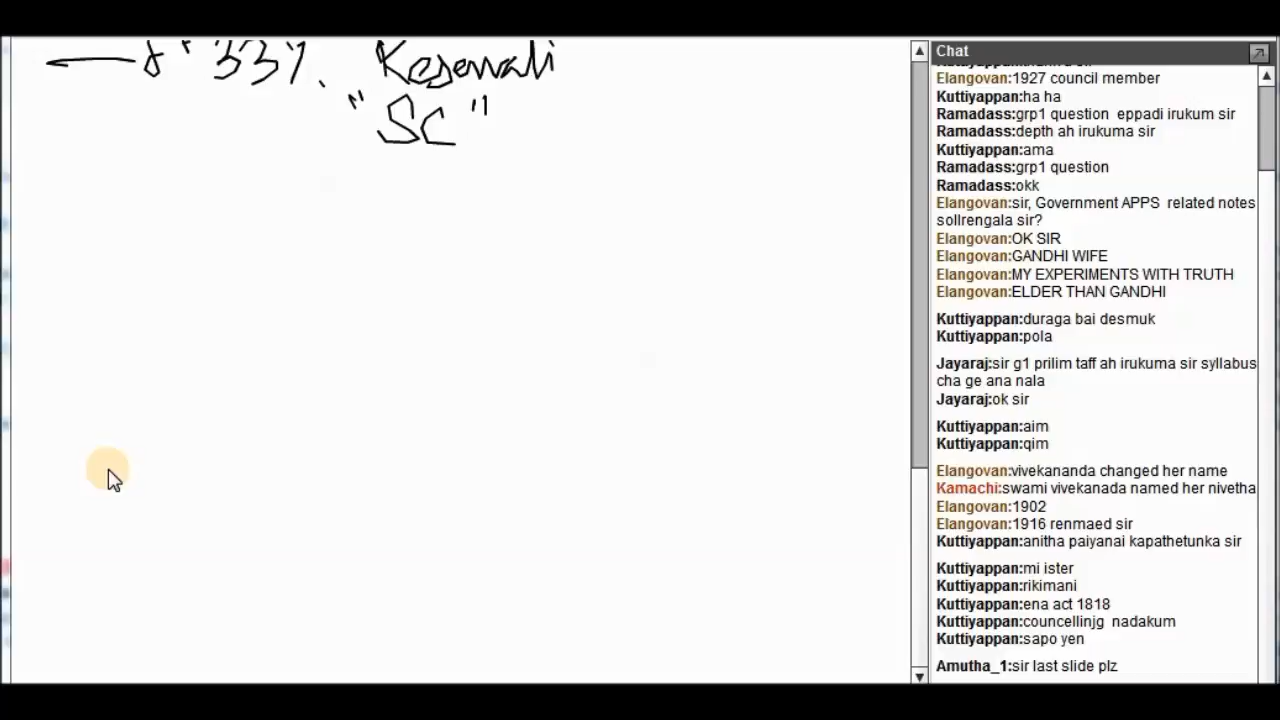 33%.
"SC"
Chat
Elangovan:1927 council member
Kuttiyappan:ha ha
Ramadass:grp1 question eppadi irukum sir
Ramadass:depth ah irukuma sir
Kuttiyappan:ama
Ramadass:grp1 question
Ramadass:okk
Elangovan:sir, Government APPS related notes
sollrengala sir?
Elangovan:OK SIR
Elangovan:GANDHI WIFE
Elangovan:MY EXPERIMENTS WITH TRUTH
Elangovan:ELDER THAN GANDHI
Kuttiyappan:duraga bai desmuk
Kuttiyappan:pola
Jayaraj:sir g1 prilim taff ah irukuma sir syllabus
cha ge ana nala
Jayaraj:ok sir
Kuttiyappan:aim
Kuttiyappan:qim
Elangovan:vivekananda changed her name
Kamachi:swami vivekanada named her nivetha
Elangovan:1902
Elangovan:1916 renmaed sir
Kuttiyappan:anitha paiyanai kapathetunka sir
Kuttiyappan:mi ister
Kuttiyappan:rikimani
Kuttiyappan:ena act 1818
Kuttiyappan:councellinjg nadakum
Kuttiyappan:sapo yen
Amutha_1:sir last slide plz